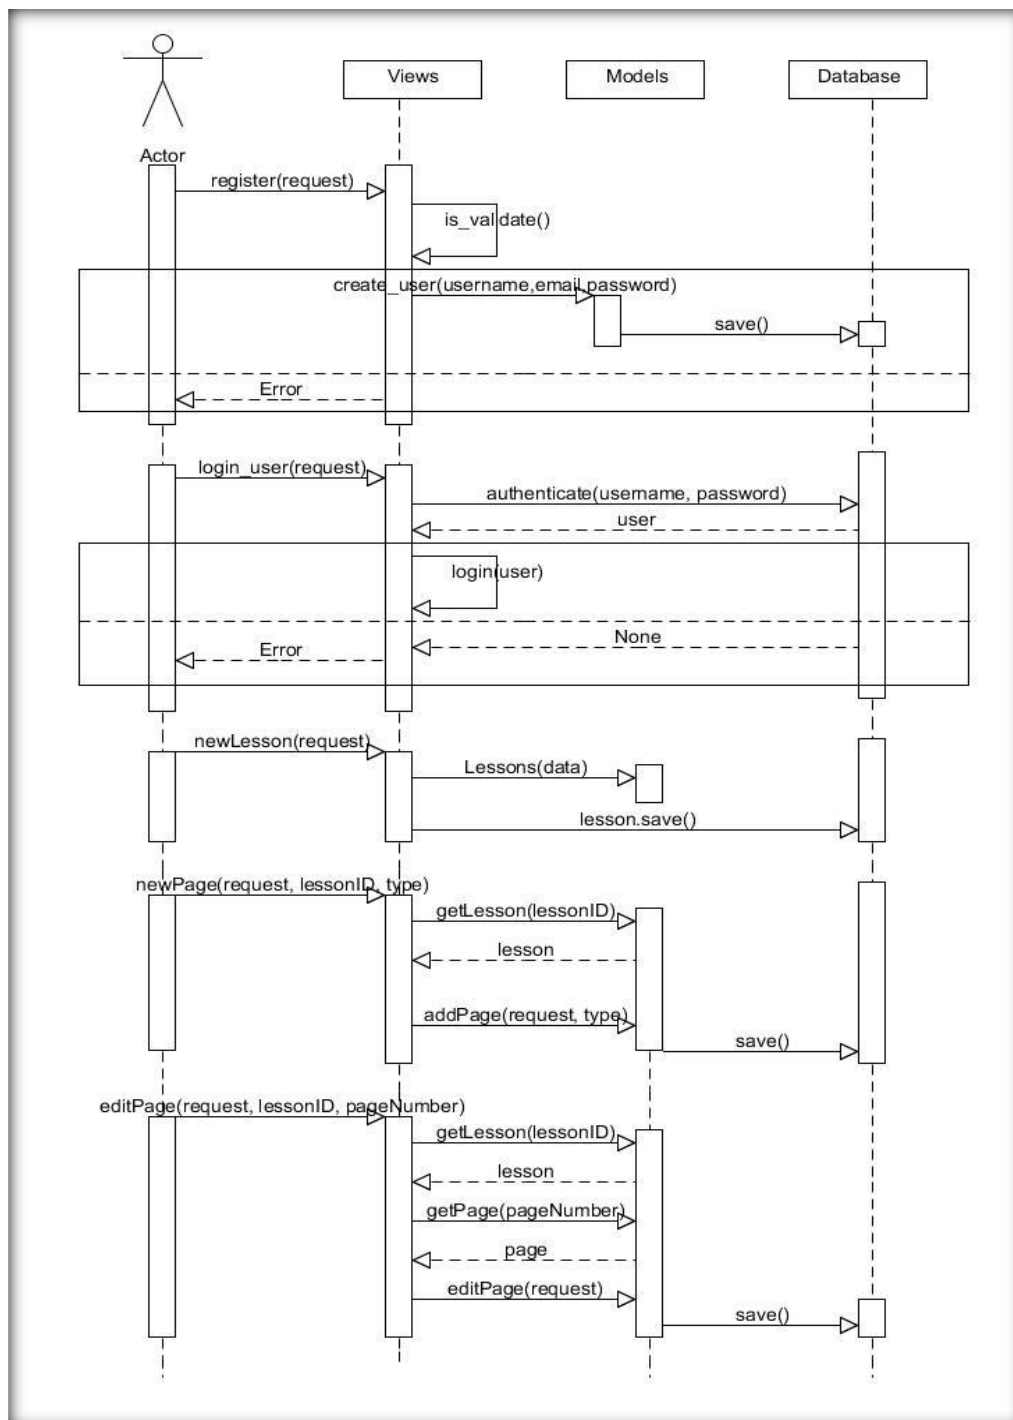 Views
Models
Database
Actor
register(request)
is_validate()
create_user(username,email,password)
save()
Error
login_user(request)
authenticate(username, password)
user
login(user)
None
Error
newLesson(request)
Lessons(data)
lesson.save()
newPage(request, lessonID, type)
getLesson(lessonID)
lesson
addPage(request, type)
save()
editPage(request, lessonID, pageNumber)
getLesson(lessonID)
lesson
getPage(pageNumber)
page
editPage(request)
save()